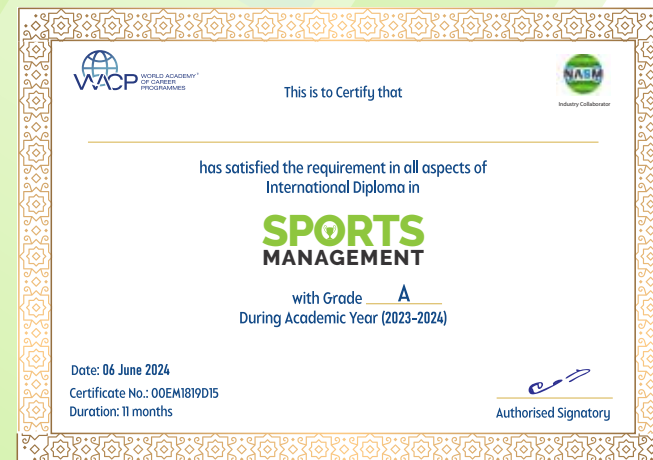 WACP WORLD ACADEMY
OF CAREER
PROGRAMMES
NASM
Industry Collaborator
This is to Certify that
has satisfied the requirement in all aspects of
International Diploma in
SPORTS
MANAGEMENT
with Grade A
During Academic Year (2023-2024)
Date: 06 June 2024
Certificate No.: 00EM1819D15
Duration: 11 months
Authorised Signatory